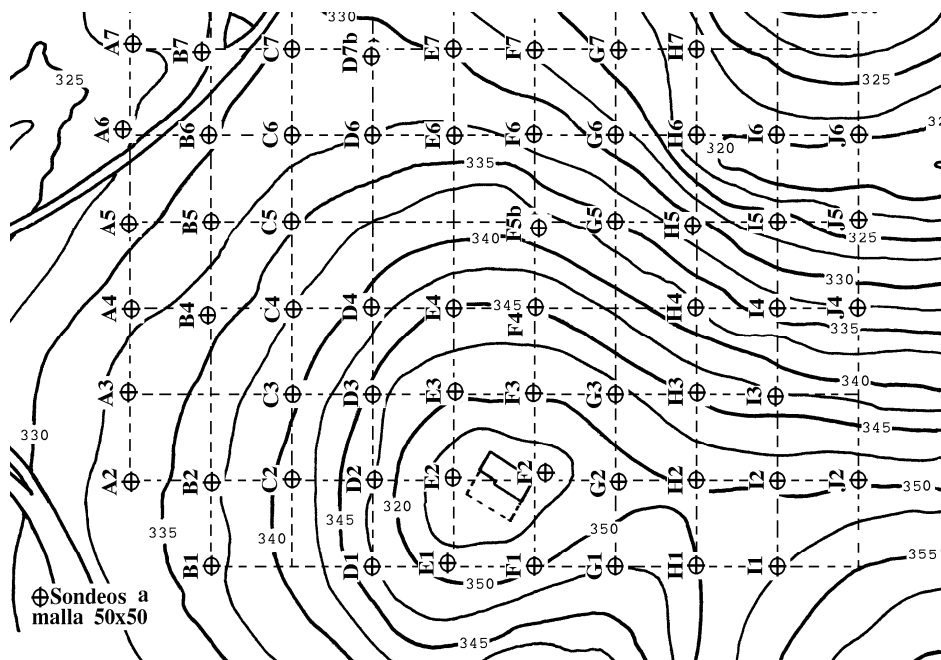 330
A7
B7
C7
D7b
E7
F7
G7
H7
325
325
A6
B6
C6
D6
E6
F6
G6
H6
I6
J6
320
335
A5
B5
C5
F5b
G5
H5
I5
J5
340
325
330
A4
B4
C4
D4
E4
345
F4
H4
I4
J4
335
A3
C3
D3
E3
F3
G3
H3
I3
340
330
345
A2
B2
C2
D2
E2
F2
G2
H2
I2
J2
350
345
320
335
340
350
355
B1
D1
E1
F1
G1
H1
I1
350
Sondeos a
malla 50x50
345